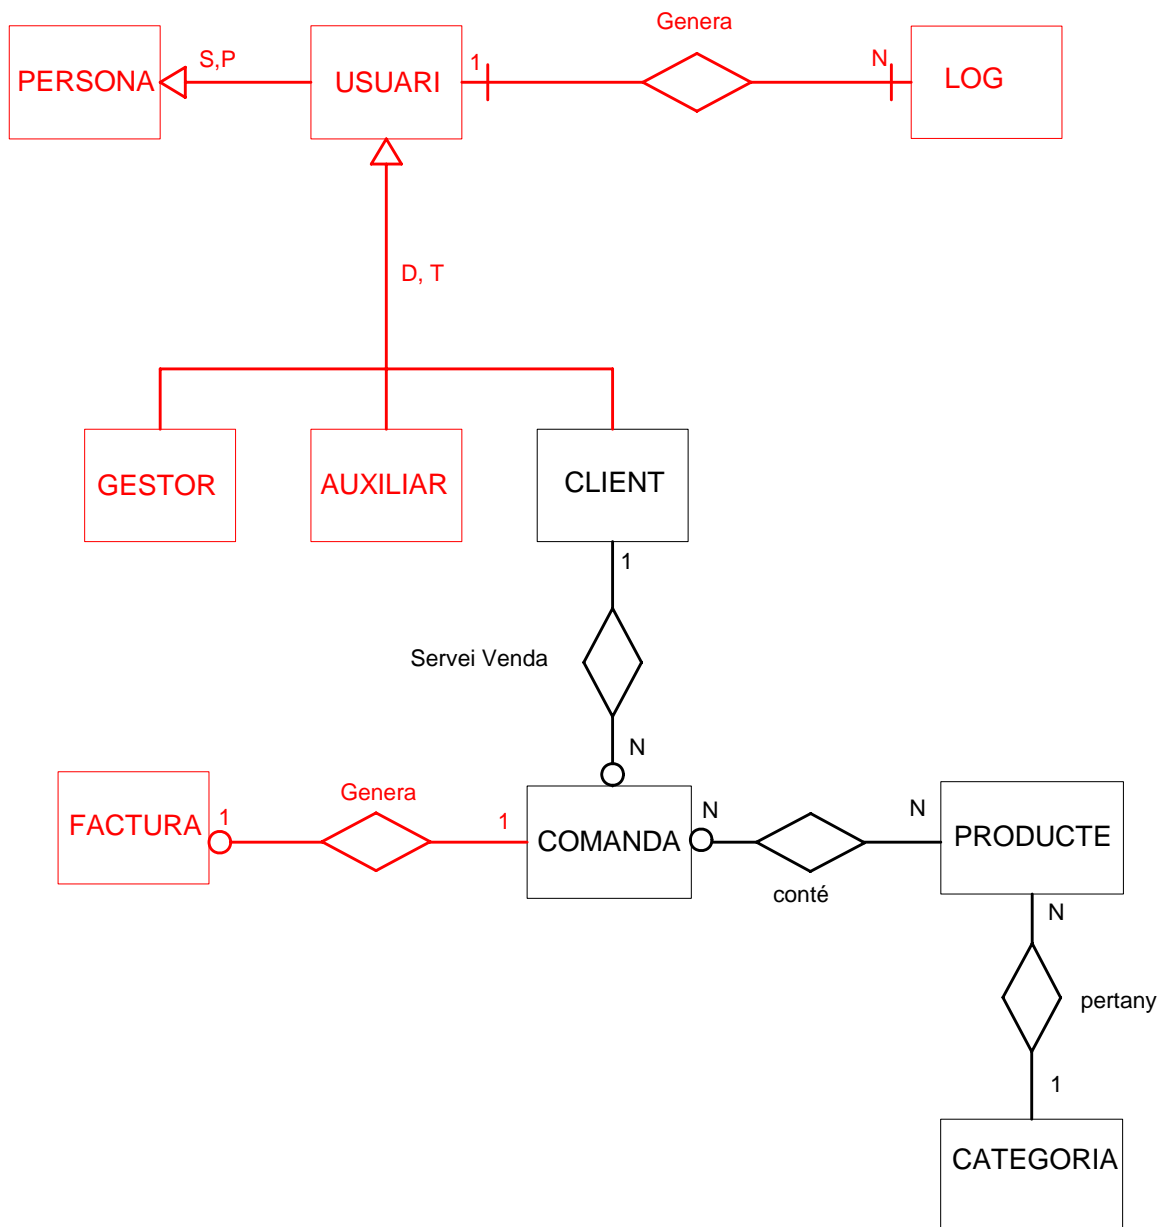 Genera
PERSONA
S,P
USUARI
1
N
LOG
D, T
GESTOR
AUXILIAR
CLIENT
1
Servei Venda
N
Genera
FACTURA
1
1
COMANDA
N
N
PRODUCTE
conté
N
pertany
1
CATEGORIA